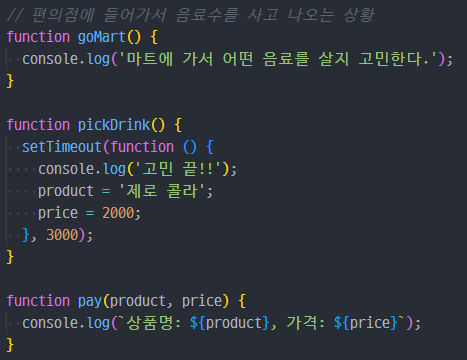 // 편의점에 들어가서 음료수를 사고 나오는 상황
function goMart() {
  console.log('마트에 가서 어떤 음료를 살지 고민한다.');
}

function pickDrink() {
  setTimeout(function () {
    console.log('고민 끝!!');
    product = '제로 콜라';
    price = 2000;
  }, 3000);
}

function pay(product, price) {
  console.log(`상품명: ${product}, 가격: ${price}`);
}